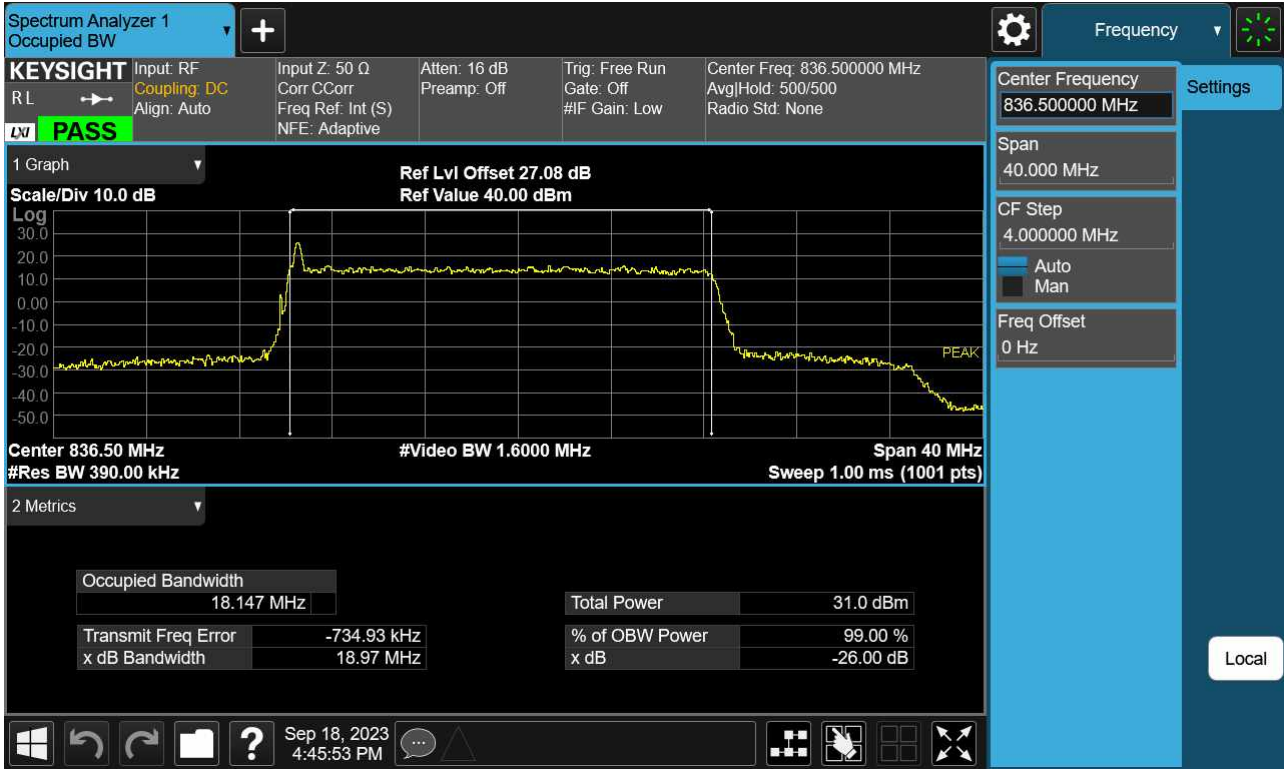 Spectrum Analyzer 1
Occupied BW
Frequency
KEYSIGHT
R L
LXI
PASS
Input: RF
Coupling: DC
Align: Auto
Input Z: 50 Ω
Corr CCorr
Freq Ref: Int (S)
NFE: Adaptive
Atten: 16 dB
Preamp: Off
Trig: Free Run
Gate: Off
#IF Gain: Low
Center Freq: 836.500000 MHz
Avg|Hold: 500/500
Radio Std: None
Center Frequency
836.500000 MHz
Settings
Span
40.000 MHz
CF Step
4.000000 MHz
Auto
Man
Freq Offset
0 Hz
Local
1 Graph
Scale/Div 10.0 dB
Ref Lvl Offset 27.08 dB
Ref Value 40.00 dBm
Log
30.0
20.0
10.0
0.00
-10.0
-20.0
-30.0
-40.0
-50.0
PEAK
Center 836.50 MHz
#Video BW 1.6000 MHz
Span 40 MHz
#Res BW 390.00 kHz
Sweep 1.00 ms (1001 pts)
2 Metrics
Occupied Bandwidth
18.147 MHz
Total Power 31.0 dBm
Transmit Freq Error -734.93 kHz
% of OBW Power 99.00 %
x dB Bandwidth 18.97 MHz
x dB -26.00 dB
?
Sep 18, 2023
4:45:53 PM